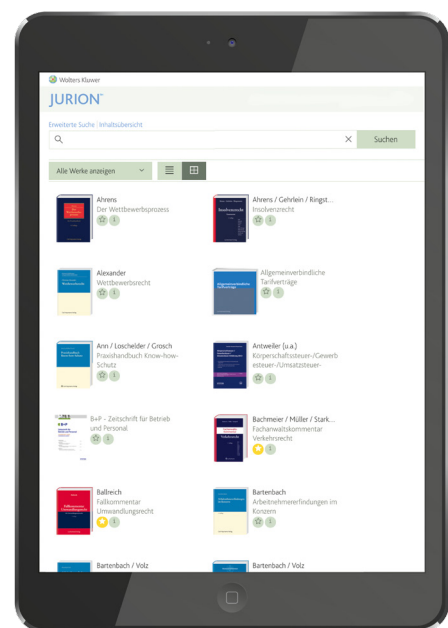 Wolters Kluwer
JURION
Erweiterte Suche Inhaltsübersicht
Suchen
Alle Werke anzeigen
Ahrens
Der Wettbewerbsprozess
Ahrens / Gehrlein / Ringst...
Insolvenzrecht
Alexander
Wettbewerbsrecht
Allgemeinverbindliche
Tarifverträge
Ann / Loschelder / Grosch
Praxishandbuch Know-how-
Schutz
Antweiler (u.a.)
Körperschaftsteuer-/Gewerb
esteuer-/Umsatzsteuer-
B+P - Zeitschrift für Betrieb
und Personal
Bachmeier / Müller / Stark...
Fachanwaltskommentar
Verkehrsrecht
Ballreich
Fallkommentar
Umwandlungsrecht
Bartenbach
Arbeitnehmererfindungen im
Konzern
Bartenbach / Volz
Bartenbach / Volz